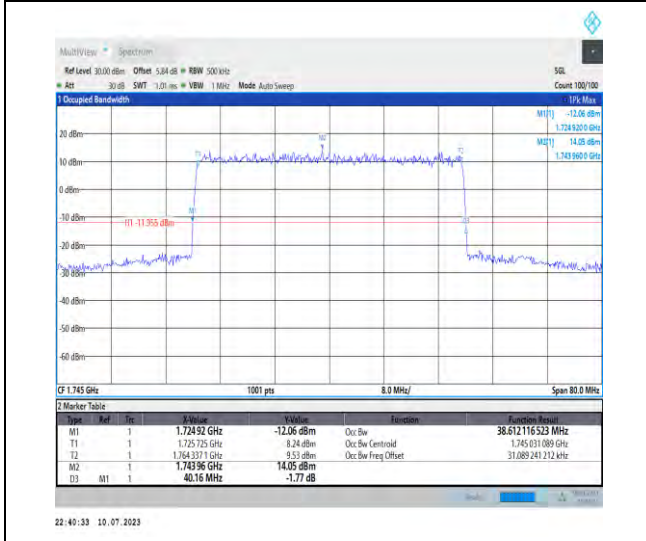 MultiView Spectrum
Ref Level 30.00 dBm Offset 5.84 dB RBW 500 kHz SGL
Att 30 dB SWT 1.01 ms VBW 1 MHz Mode Auto Sweep Count 100/100
1 Occupied Bandwidth 1Pk Max
M1[1] -12.06 dBm
1.724 920 0 GHz
M2[1] 14.05 dBm
1.743 960 0 GHz
20 dBm
M2
10 dBm
0 dBm
M1
-10 dBm
H1 -11.955 dBm
-20 dBm
-30 dBm
-40 dBm
-50 dBm
-60 dBm
CF 1.745 GHz 1001 pts 8.0 MHz/ Span 80.0 MHz
2 Marker Table
Type Ref Trc X-Value Y-Value Function Function Result
M1 1 1.724 92 GHz -12.06 dBm Occ Bw 38.612 116 523 MHz
T1 1 1.725 725 GHz 8.24 dBm Occ Bw Centroid 1.745 031 089 GHz
T2 1 1.764 337 1 GHz 9.53 dBm Occ Bw Freq Offset 31.089 241 212 kHz
M2 1 1.743 96 GHz 14.05 dBm
D3 M1 1 40.16 MHz -1.77 dB
22:40:33 10.07.2023